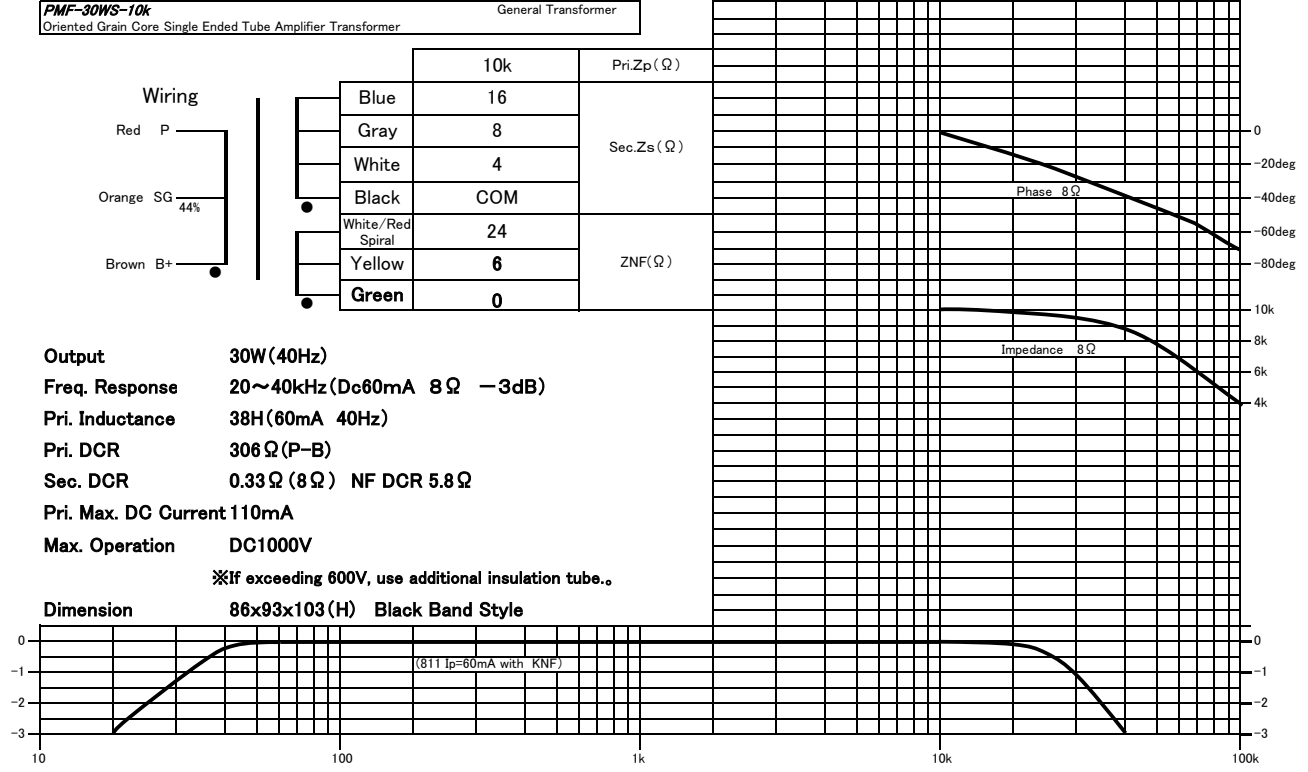 PMF-30WS-10k General Transformer
Oriented Grain Core Single Ended Tube Amplifier Transformer
10k Pri.Zp(Ω)
Wiring
Red P
Orange SG
44%
Brown B+
Blue 16
Gray 8
White 4
Black COM
Sec.Zs(Ω)
White/Red
Spiral
24
Yellow 6
Green 0
ZNF(Ω)
0
-20deg
-40deg
-60deg
-80deg
Phase 8Ω
10k
8k
6k
4k
Impedance 8Ω
Output 30W(40Hz)
Freq. Response 20～40kHz(Dc60mA 8Ω －3dB)
Pri. Inductance 38H(60mA 40Hz)
Pri. DCR 306Ω(P-B)
Sec. DCR 0.33Ω(8Ω) NF DCR 5.8Ω
Pri. Max. DC Current 110mA
Max. Operation DC1000V
※If exceeding 600V, use additional insulation tube.。
Dimension 86x93x103(H) Black Band Style
0
-1
-2
-3
(811 Ip=60mA with KNF)
0
-1
-2
-3
10 100 1k 10k 100k